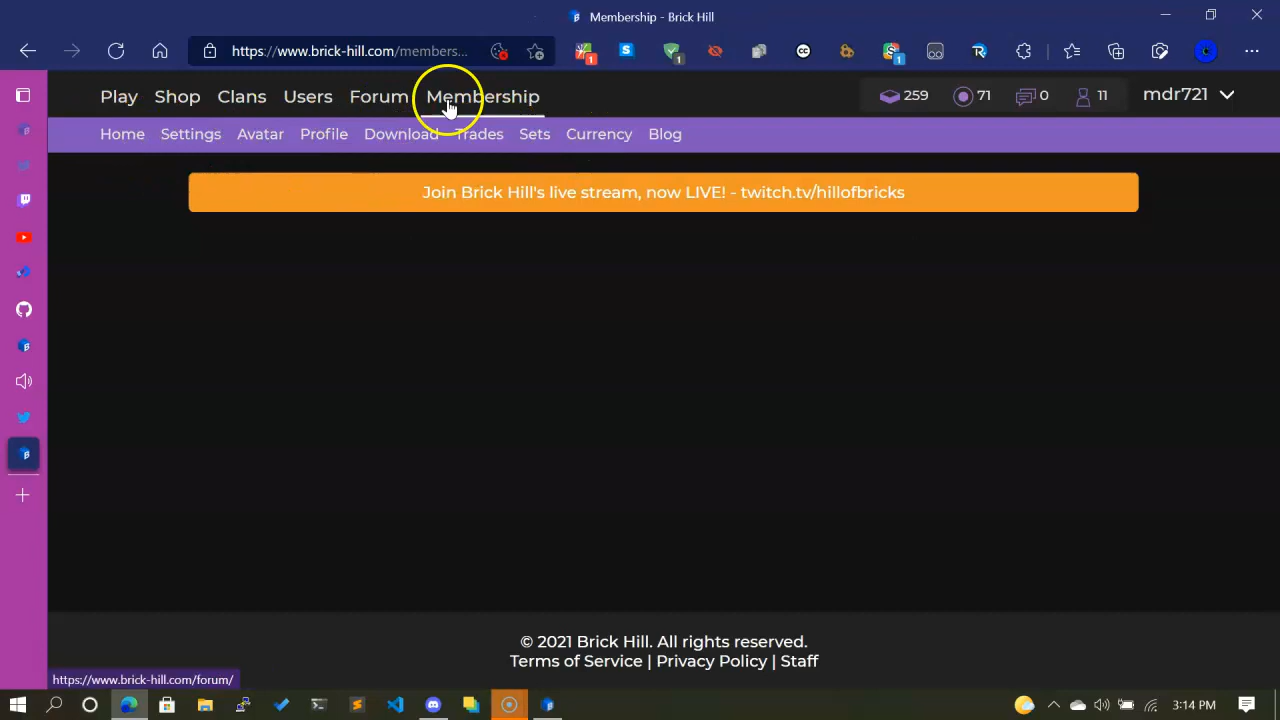 Membership - Brick Hill
https://www.brick-hill.com/members...
1
1
1
Play Shop Clans Users Forum Membership
259 71 0 11 mdr721
Home Settings Avatar Profile Download Trades Sets Currency Blog
Join Brick Hill's live stream, now LIVE! - twitch.tv/hillofbricks
© 2021 Brick Hill. All rights reserved.
Terms of Service | Privacy Policy | Staff
https://www.brick-hill.com/forum/
3:14 PM